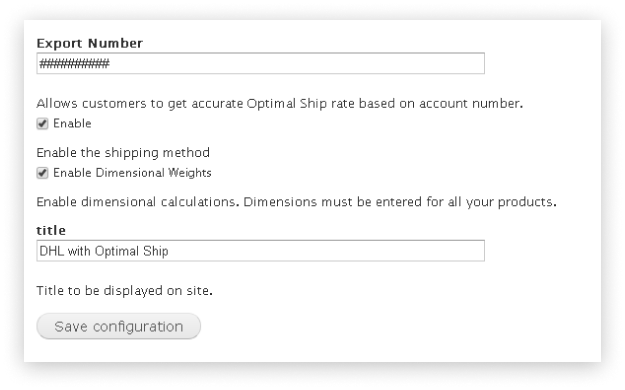 Export Number
##########
Allows customers to get accurate Optimal Ship rate based on account number.
Enable
Enable the shipping method
Enable Dimensional Weights
Enable dimensional calculations. Dimensions must be entered for all your products.
title
DHL with Optimal Ship
Title to be displayed on site.
Save configuration